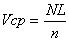 Vcp = NL/n